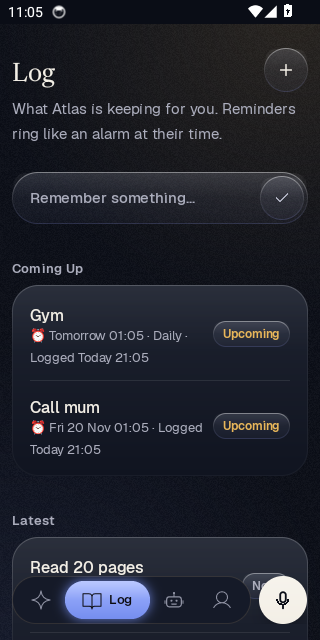 11:05
Log
What Atlas is keeping for you. Reminders
ring like an alarm at their time.
Remember something...
Coming Up
Gym
⏰ Tomorrow 01:05 · Daily ·
Logged Today 21:05
Upcoming
Call mum
⏰ Fri 20 Nov 01:05 · Logged
Today 21:05
Upcoming
Latest
Read 20 pages
Log